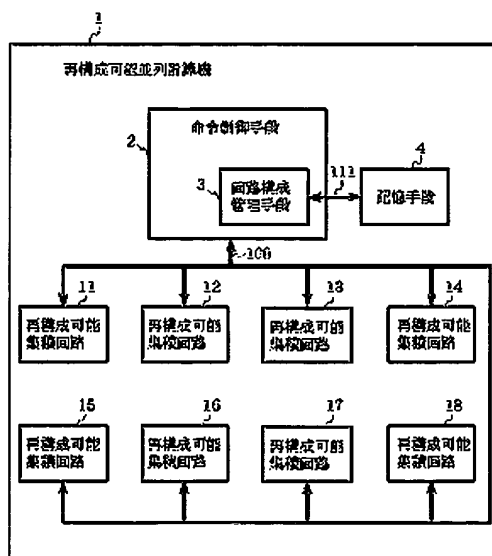 1
再構成可能並列計算機
命令制御手段
2
3
回路構成
管理手段
111
4
記憶手段
100
11
再構成可能
集積回路
12
再構成可能
集積回路
13
再構成可能
集積回路
14
再構成可能
集積回路
15
再構成可能
集積回路
16
再構成可能
集積回路
17
再構成可能
集積回路
18
再構成可能
集積回路